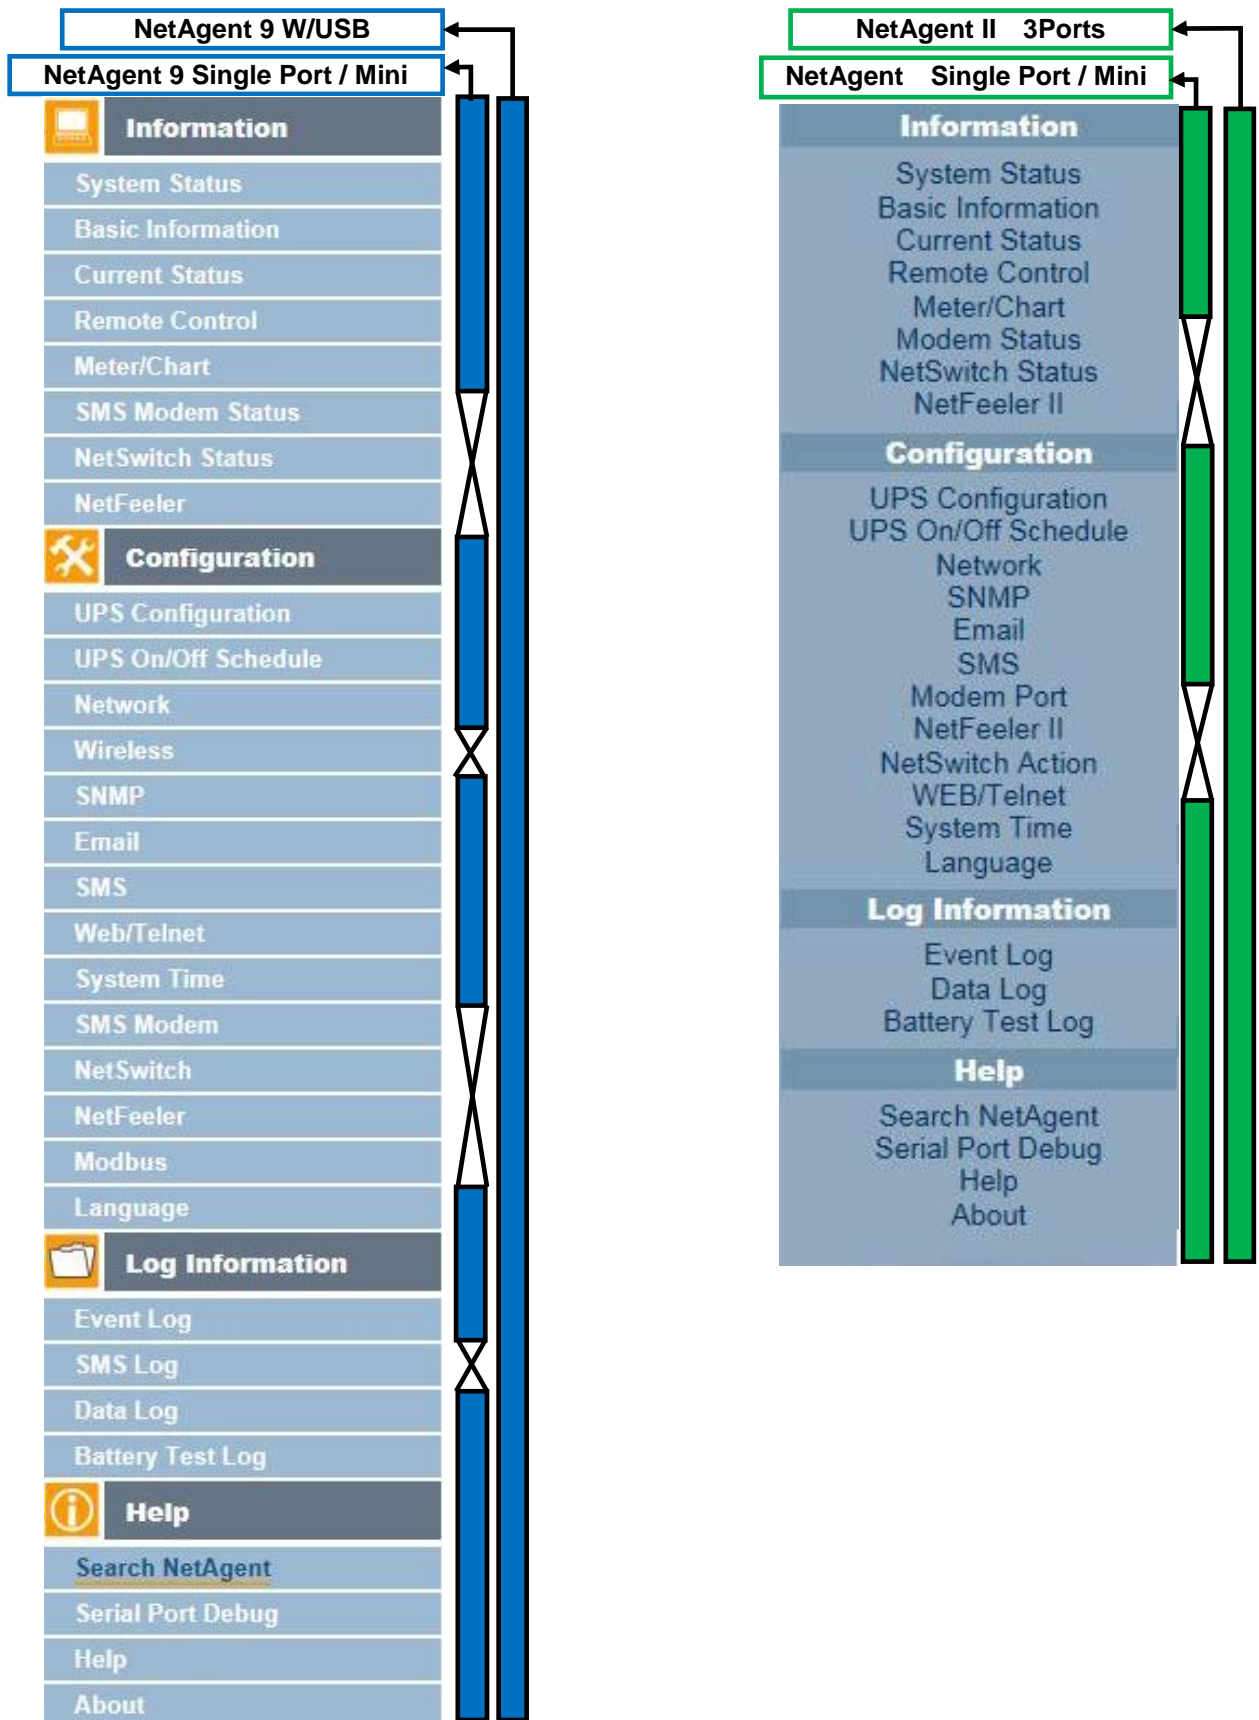 NetAgent 9 W/USB
NetAgent 9 Single Port / Mini
Information
System Status
Basic Information
Current Status
Remote Control
Meter/Chart
SMS Modem Status
NetSwitch Status
NetFeeler
Configuration
UPS Configuration
UPS On/Off Schedule
Network
Wireless
SNMP
Email
SMS
Web/Telnet
System Time
SMS Modem
NetSwitch
NetFeeler
Modbus
Language
Log Information
Event Log
SMS Log
Data Log
Battery Test Log
Help
Search NetAgent
Serial Port Debug
Help
About
NetAgent II 3Ports
NetAgent Single Port / Mini
Information
System Status
Basic Information
Current Status
Remote Control
Meter/Chart
Modem Status
NetSwitch Status
NetFeeler II
Configuration
UPS Configuration
UPS On/Off Schedule
Network
SNMP
Email
SMS
Modem Port
NetFeeler II
NetSwitch Action
WEB/Telnet
System Time
Language
Log Information
Event Log
Data Log
Battery Test Log
Help
Search NetAgent
Serial Port Debug
Help
About